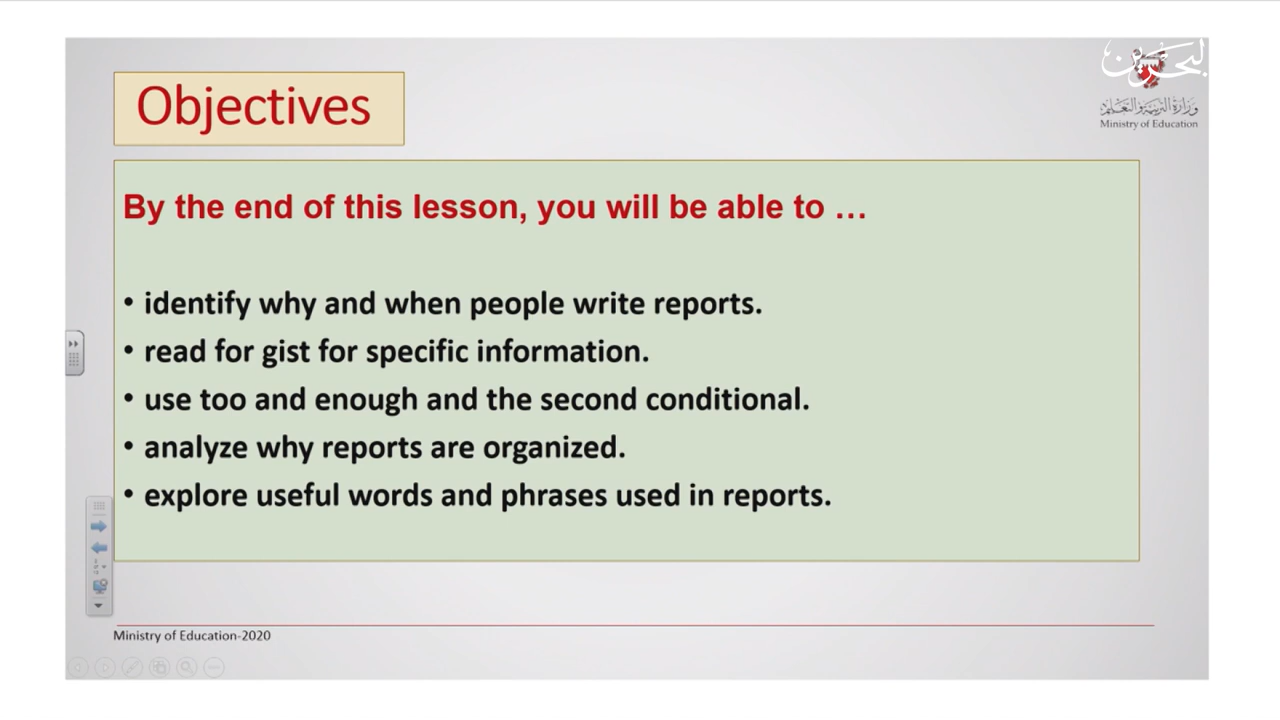 البحرين
وزارة التربية والتعليم
Ministry of Education
Objectives
By the end of this lesson, you will be able to …
• identify why and when people write reports.
• read for gist for specific information.
• use too and enough and the second conditional.
• analyze why reports are organized.
• explore useful words and phrases used in reports.
Ministry of Education-2020